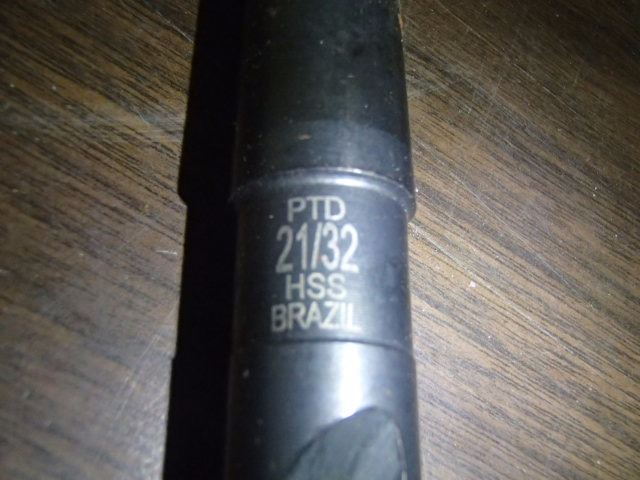 PTD
21/32
HSS
BRAZIL